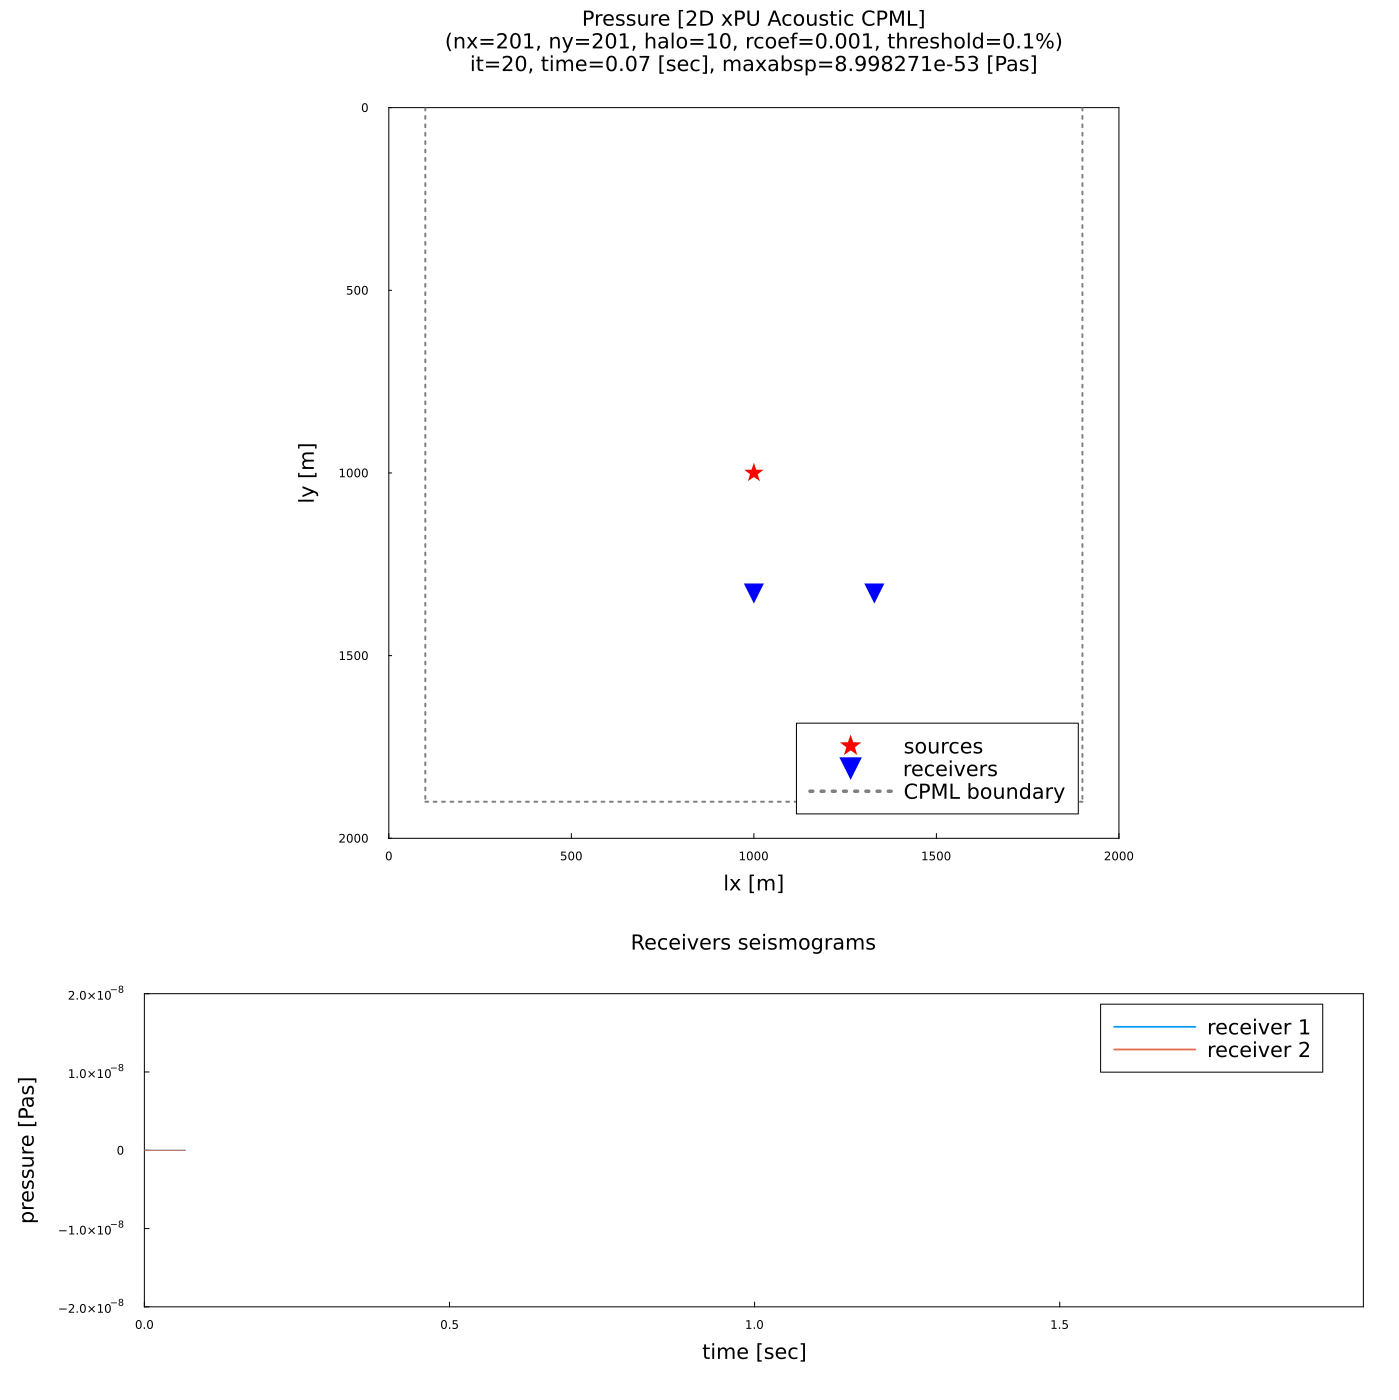 Pressure [2D xPU Acoustic CPML]
(nx=201, ny=201, halo=10, rcoef=0.001, threshold=0.1%)
it=20, time=0.07 [sec], maxabsp=8.998271e-53 [Pas]
0
500
1000
1500
2000
ly [m]
sources
receivers
CPML boundary
0
500
1000
1500
2000
lx [m]
Receivers seismograms
2.0×10⁻⁸
1.0×10⁻⁸
0
−1.0×10⁻⁸
−2.0×10⁻⁸
pressure [Pas]
receiver 1
receiver 2
0.0
0.5
1.0
1.5
time [sec]